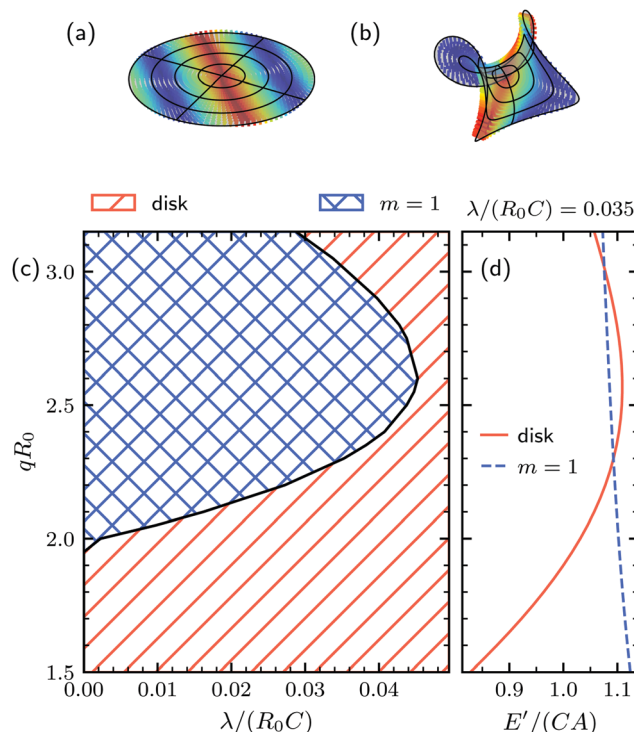 (a) (b)
disk m = 1 λ/(R₀C) = 0.035
(c) (d)
3.0
2.5
2.0
1.5
qR₀
disk
m = 1
0.00 0.01 0.02 0.03 0.04 0.9 1.0 1.1
λ/(R₀C) E′/(CA)